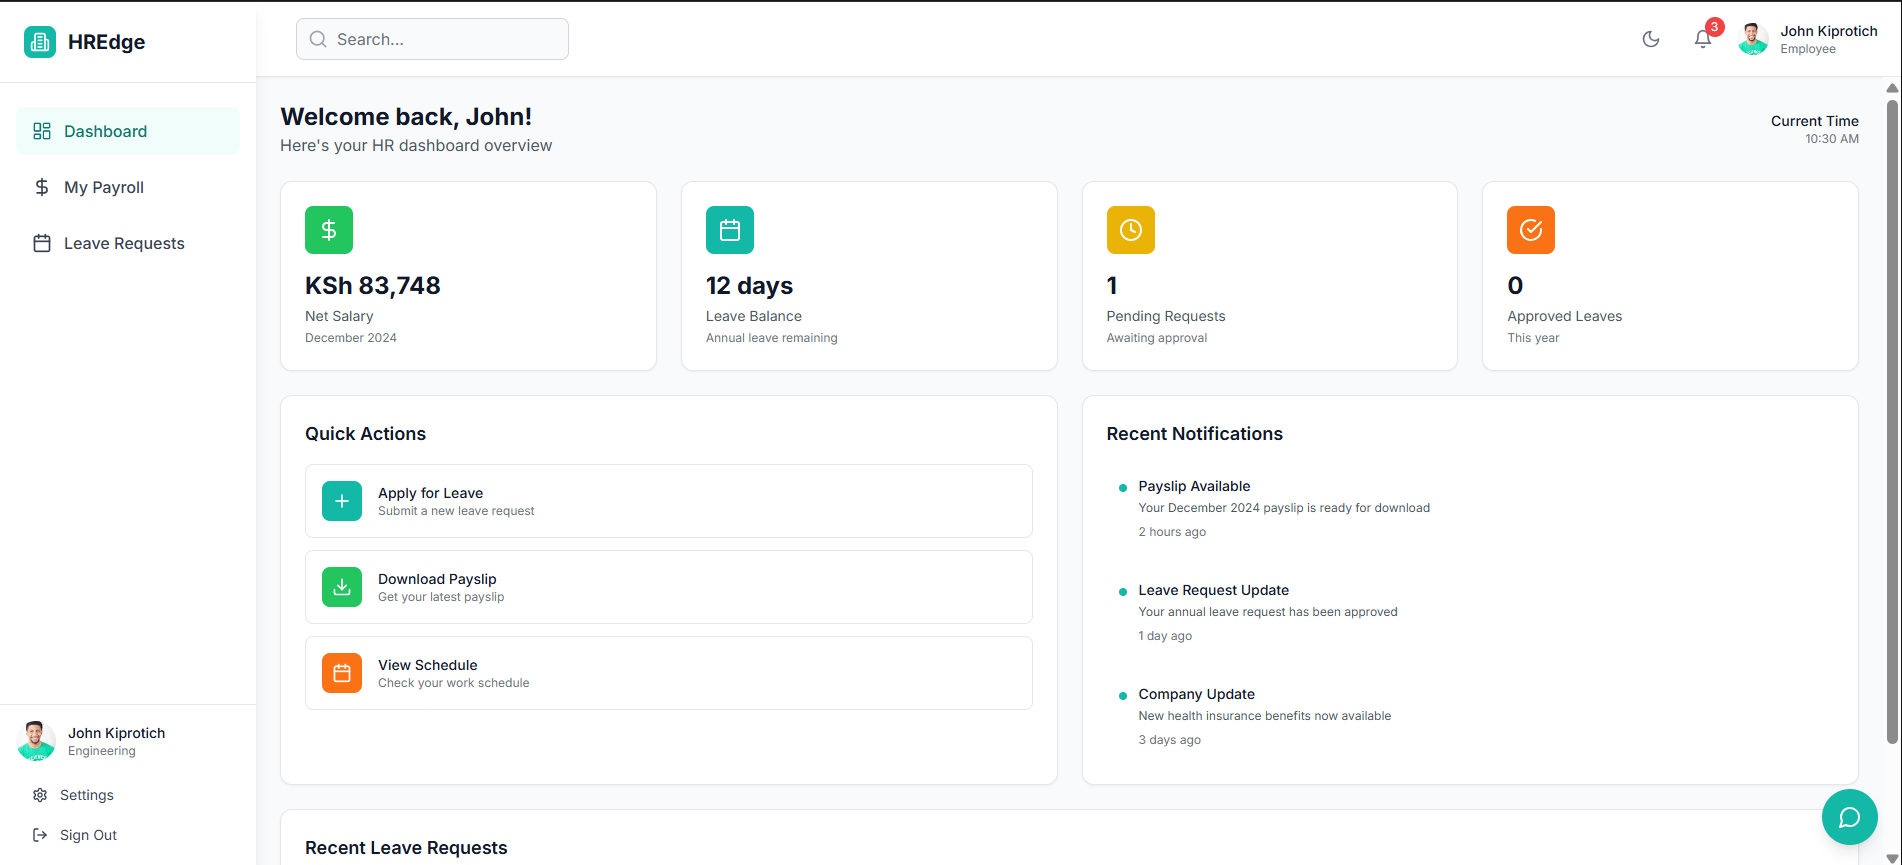 HREdge
Search...
3
John Kiprotich
Employee
Dashboard
My Payroll
Leave Requests
Welcome back, John!
Here's your HR dashboard overview
Current Time
10:30 AM
KSh 83,748
Net Salary
December 2024
12 days
Leave Balance
Annual leave remaining
1
Pending Requests
Awaiting approval
0
Approved Leaves
This year
Quick Actions
Apply for Leave
Submit a new leave request
Download Payslip
Get your latest payslip
View Schedule
Check your work schedule
Recent Notifications
Payslip Available
Your December 2024 payslip is ready for download
2 hours ago
Leave Request Update
Your annual leave request has been approved
1 day ago
Company Update
New health insurance benefits now available
3 days ago
John Kiprotich
Engineering
Settings
Sign Out
Recent Leave Requests